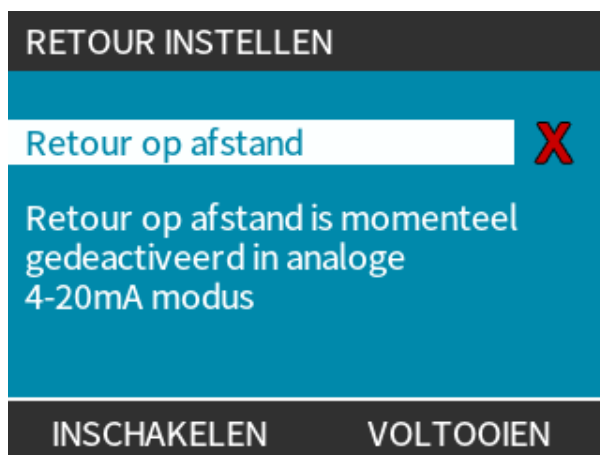 RETOUR INSTELLEN
Retour op afstand X
Retour op afstand is momenteel
gedeactiveerd in analoge
4-20mA modus
INSCHAKELEN VOLTOOIEN